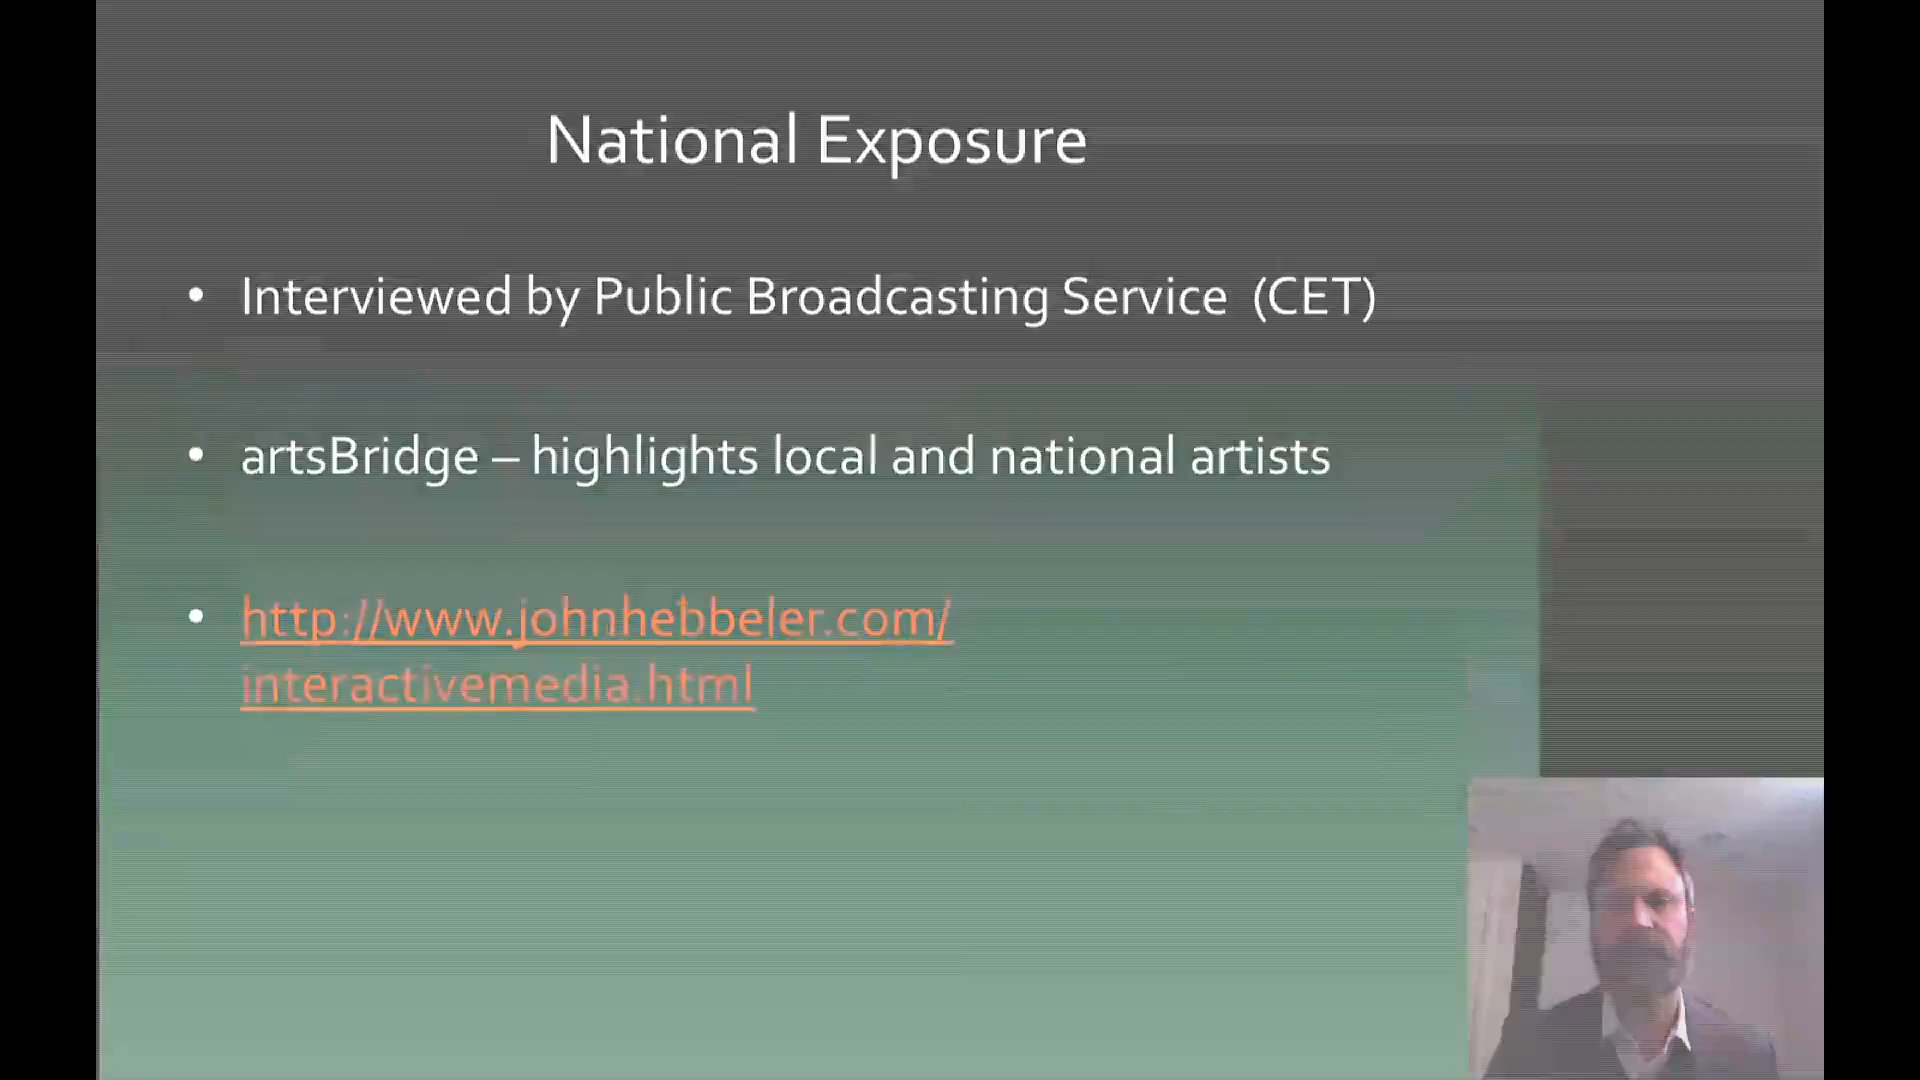 National Exposure
• Interviewed by Public Broadcasting Service (CET)
• artsBridge – highlights local and national artists
• http://www.johnhebbeler.com/
interactivemedia.html